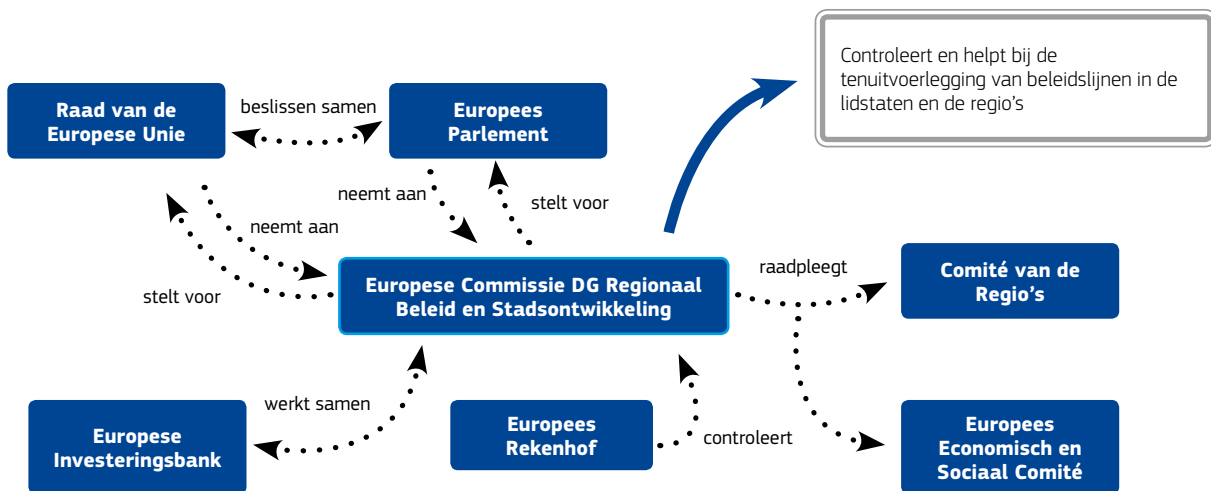 Controleert en helpt bij de
tenuitvoerlegging van beleidslijnen in de
lidstaten en de regio's
Raad van de
Europese Unie
beslissen samen
Europees
Parlement
neemt aan
stelt voor
neemt aan
stelt voor
Europese Commissie DG Regionaal
Beleid en Stadsontwikkeling
raadpleegt
Comité van de
Regio's
werkt samen
Europese
Investeringsbank
Europees
Rekenhof
controleert
Europees
Economisch en
Sociaal Comité